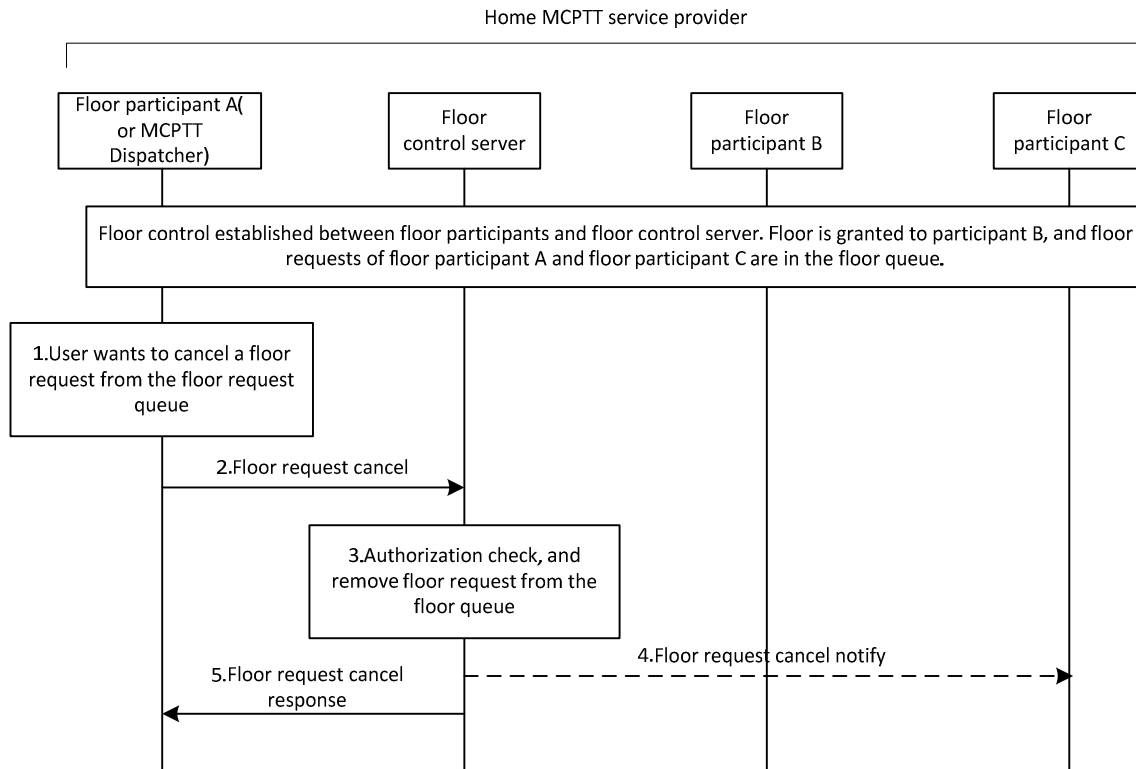 Home MCPTT service provider
Floor participant A(
or MCPTT
Dispatcher)
Floor
control server
Floor
participant B
Floor
participant C
Floor control established between floor participants and floor control server. Floor is granted to participant B, and floor
requests of floor participant A and floor participant C are in the floor queue.
1.User wants to cancel a floor
request from the floor request
queue
2.Floor request cancel
3.Authorization check, and
remove floor request from the
floor queue
4.Floor request cancel notify
5.Floor request cancel
response